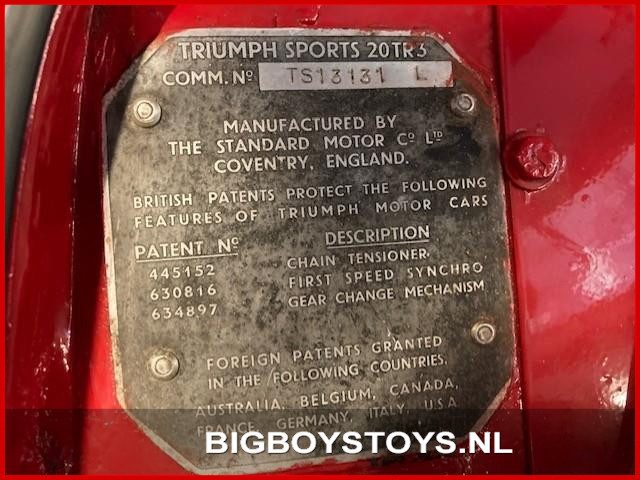 TRIUMPH SPORTS 20TR3
COMM. Nº TS13131 L
MANUFACTURED BY
THE STANDARD MOTOR Cº LTD
COVENTRY, ENGLAND.
BRITISH PATENTS PROTECT THE FOLLOWING
FEATURES OF TRIUMPH MOTOR CARS
PATENT Nº DESCRIPTION
445152 CHAIN TENSIONER
630816 FIRST SPEED SYNCHRO
634897 GEAR CHANGE MECHANISM
FOREIGN PATENTS GRANTED
IN THE FOLLOWING COUNTRIES.
AUSTRALIA, BELGIUM, CANADA,
FRANCE, GERMANY, ITALY, U.S.A
BIGBOYSTOYS.NL